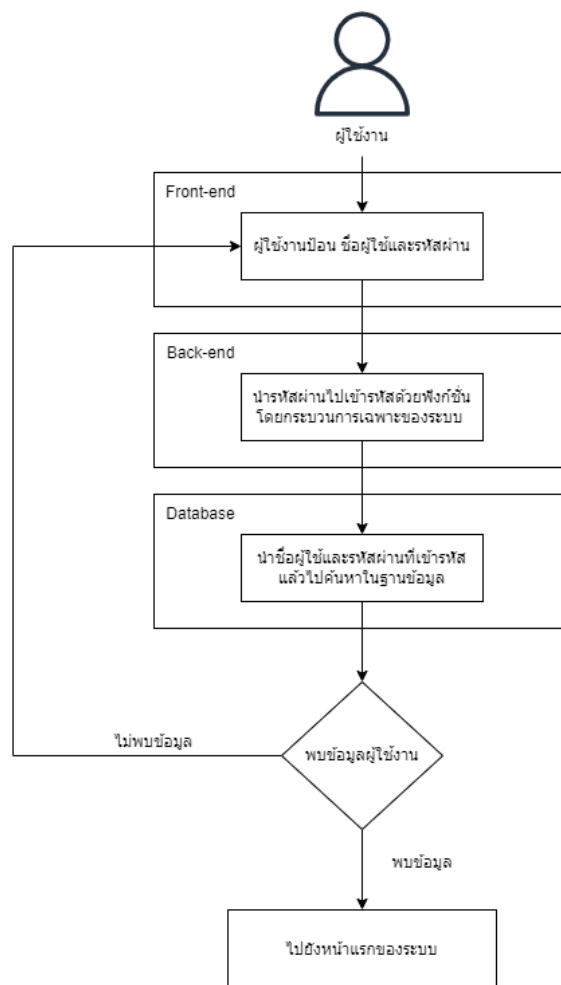 ผู้ใช้งาน
Front-end
ผู้ใช้งานป้อน ชื่อผู้ใช้และรหัสผ่าน
Back-end
นำรหัสผ่านไปเข้ารหัสด้วยฟังก์ชั่น
โดยกระบวนการเฉพาะของระบบ
Database
นำชื่อผู้ใช้และรหัสผ่านที่เข้ารหัส
แล้วไปค้นหาในฐานข้อมูล
ไม่พบข้อมูล
พบข้อมูลผู้ใช้งาน
พบข้อมูล
ไปยังหน้าแรกของระบบ